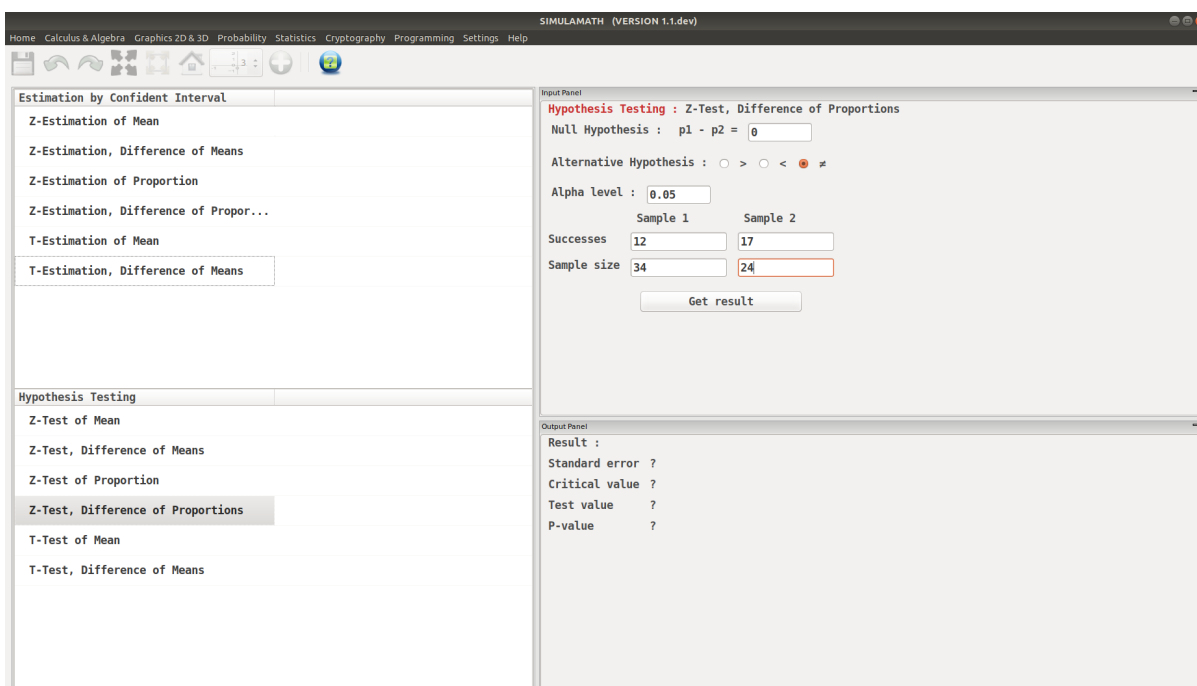 SIMULAMATH (VERSION 1.1.dev)
Home Calculus & Algebra Graphics 2D & 3D Probability Statistics Cryptography Programming Settings Help
3
Estimation by Confident Interval
Z-Estimation of Mean
Z-Estimation, Difference of Means
Z-Estimation of Proportion
Z-Estimation, Difference of Propor...
T-Estimation of Mean
T-Estimation, Difference of Means
Hypothesis Testing
Z-Test of Mean
Z-Test, Difference of Means
Z-Test of Proportion
Z-Test, Difference of Proportions
T-Test of Mean
T-Test, Difference of Means
Input Panel
Hypothesis Testing : Z-Test, Difference of Proportions
Null Hypothesis : p1 - p2 = 0
Alternative Hypothesis : > < ≠
Alpha level : 0.05
Sample 1 Sample 2
Successes 12 17
Sample size 34 24
Get result
Output Panel
Result :
Standard error ?
Critical value ?
Test value ?
P-value ?